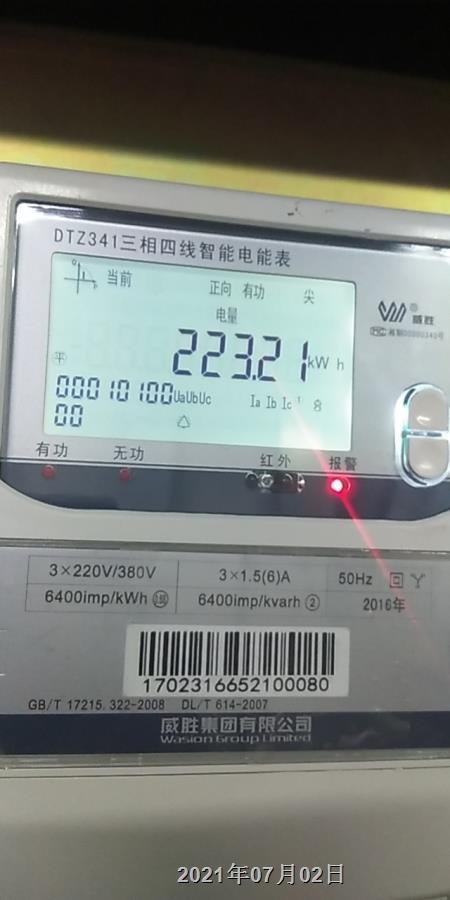 DTZ341三相四线智能电能表
当前
正向 有功 尖
电量
223.21 kW h
平
00010100 UaUbUc Ia Ib Ic
00
威胜
有功 无功 红外 报警
3×220V/380V 3×1.5(6)A 50Hz
6400imp/kWh 6400imp/kvarh ② 2016年
1702316652100080
GB/T 17215.322-2008 DL/T 614-2007
威胜集团有限公司
Wasion Group Limited
2021年07月02日